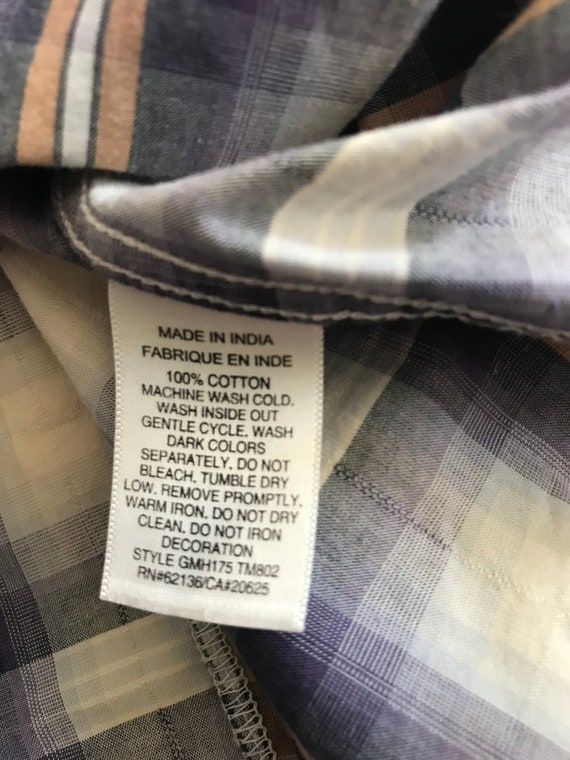 MADE IN INDIA
FABRIQUE EN INDE
100% COTTON
MACHINE WASH COLD.
WASH INSIDE OUT
GENTLE CYCLE. WASH
DARK COLORS
SEPARATELY. DO NOT
BLEACH. TUMBLE DRY
LOW. REMOVE PROMPTLY.
WARM IRON. DO NOT DRY
CLEAN. DO NOT IRON
DECORATION
STYLE GMH175 TM802
RN#62136/CA#20625